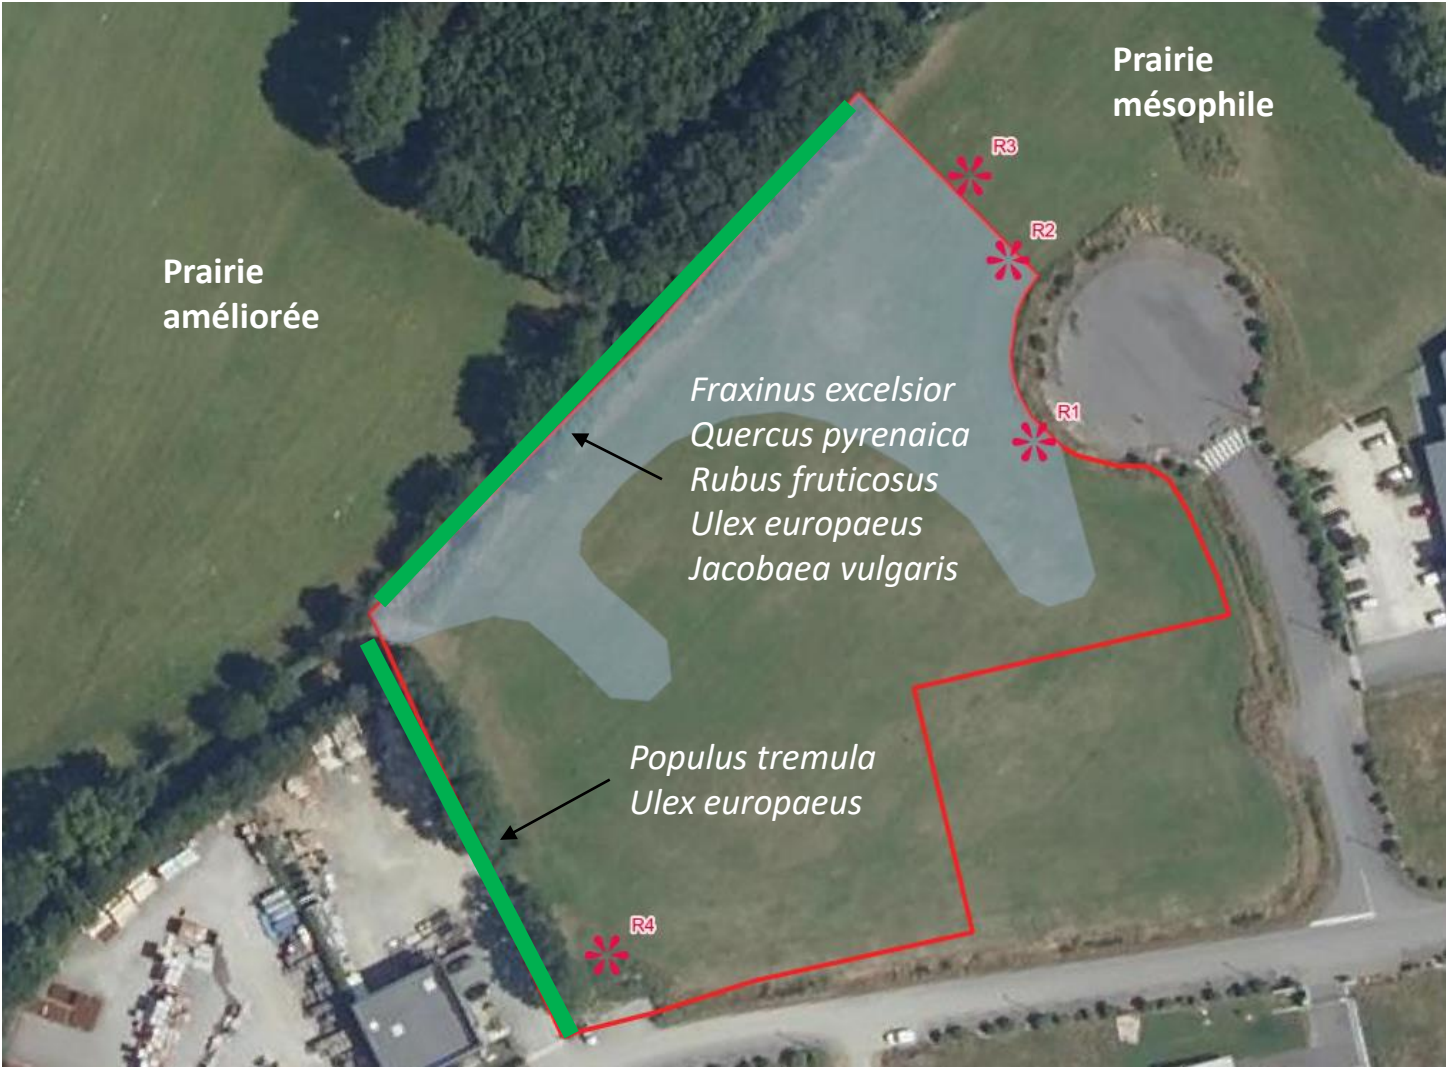 Prairie
mésophile
R3
R2
Prairie
améliorée
Fraxinus excelsior
Quercus pyrenaica
Rubus fruticosus
Ulex europaeus
Jacobaea vulgaris
R1
Populus tremula
Ulex europaeus
R4